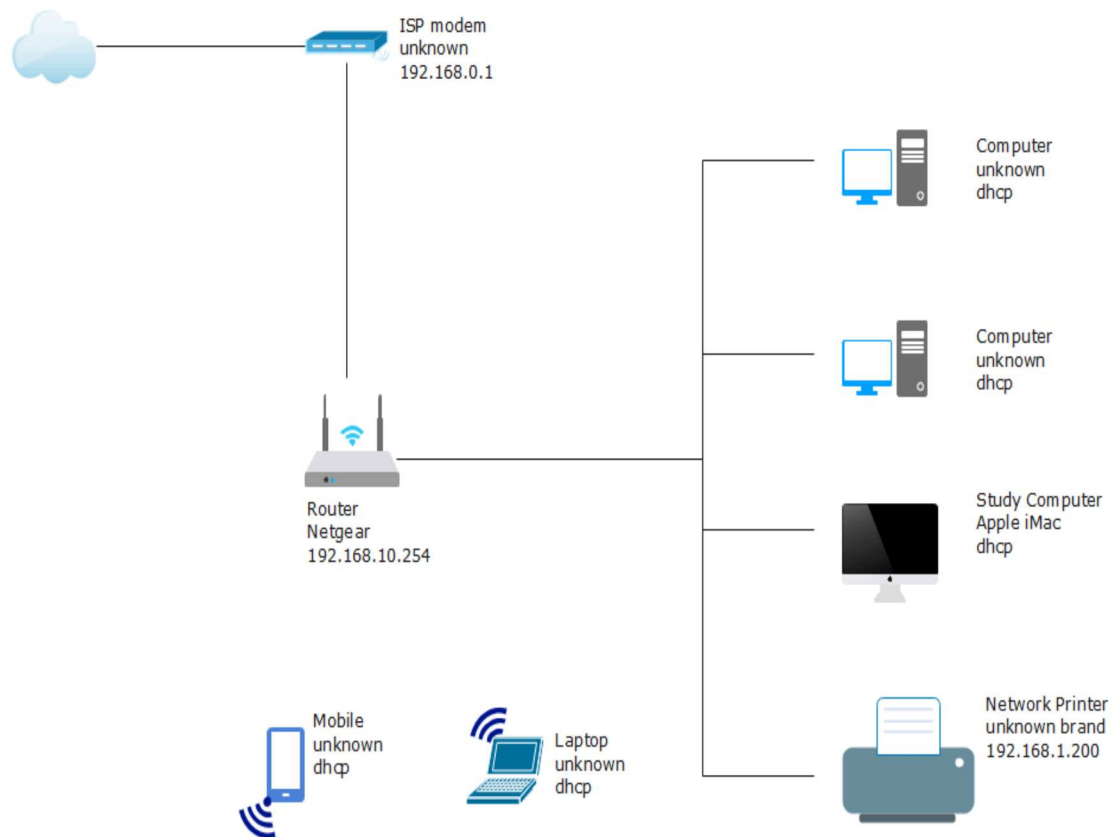 ISP modem
unknown
192.168.0.1
Computer
unknown
dhcp
Computer
unknown
dhcp
Router
Netgear
192.168.10.254
Study Computer
Apple iMac
dhcp
Mobile
unknown
dhcp
Laptop
unknown
dhcp
Network Printer
unknown brand
192.168.1.200